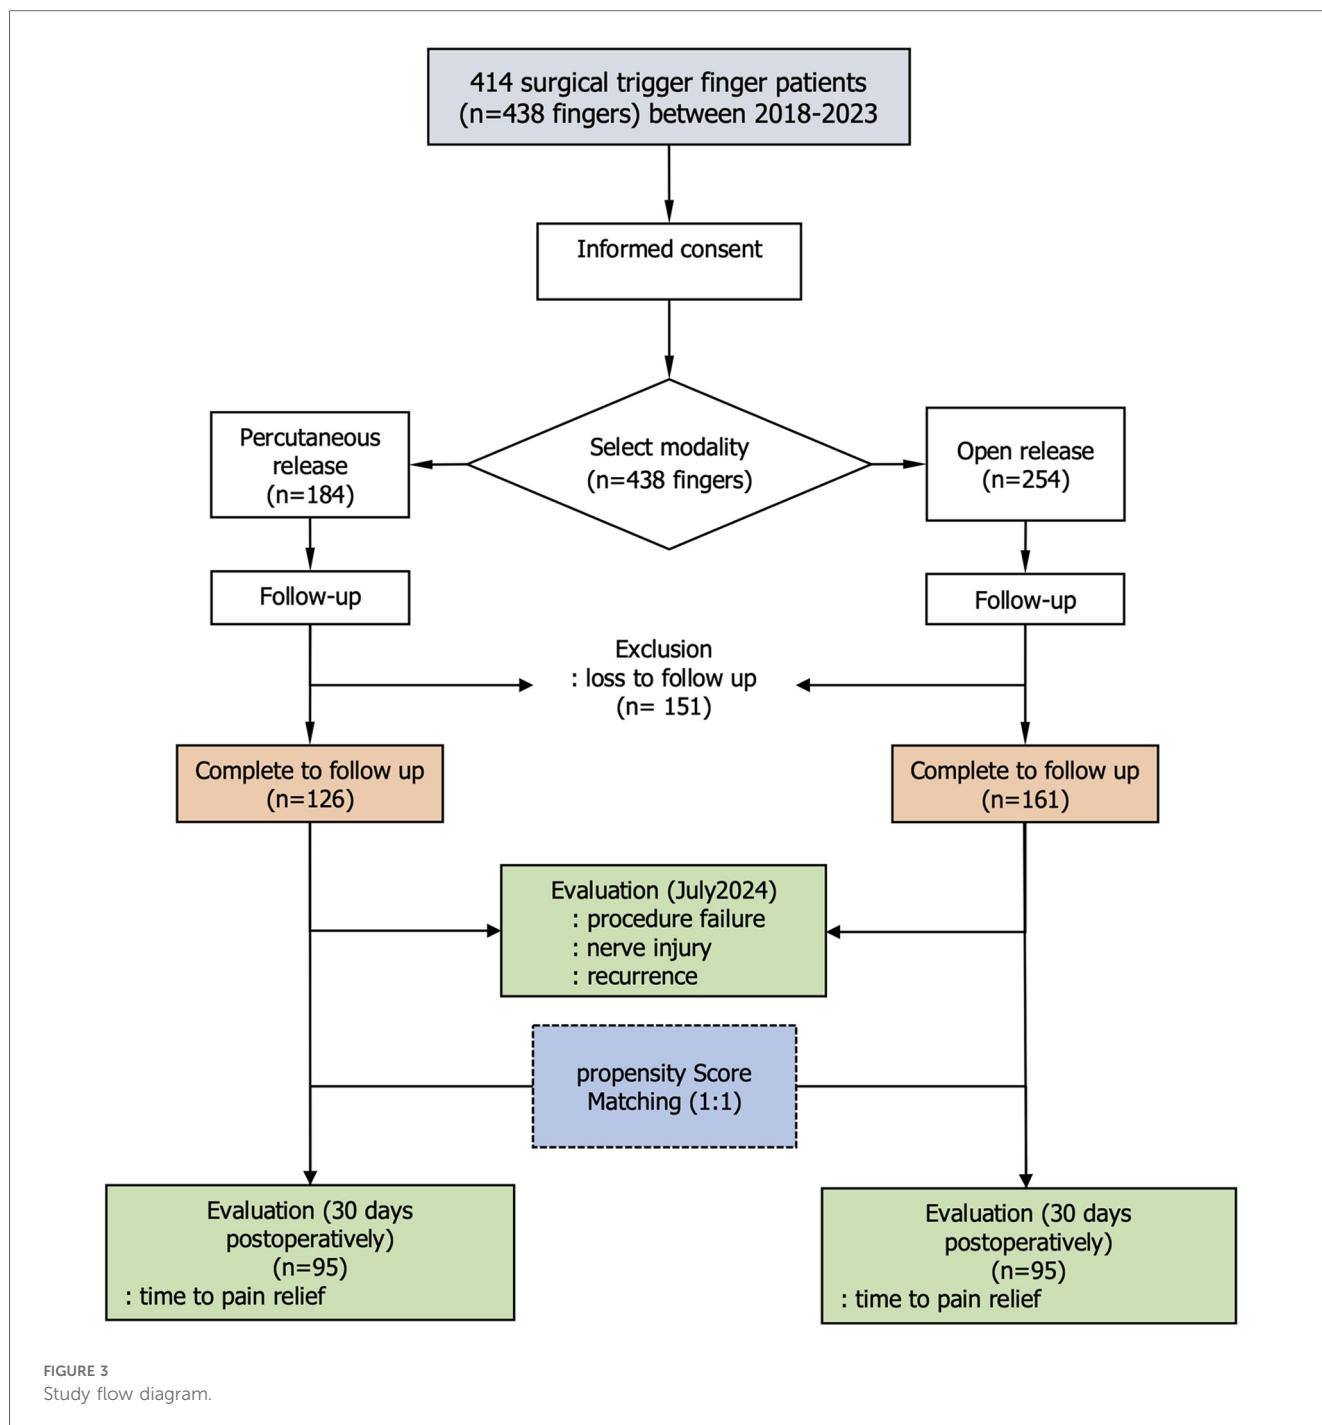 414 surgical trigger finger patients
(n=438 fingers) between 2018-2023
Informed consent
Select modality
(n=438 fingers)
Percutaneous
release
(n=184)
Open release
(n=254)
Follow-up
Follow-up
Exclusion
: loss to follow up
(n= 151)
Complete to follow up
(n=126)
Complete to follow up
(n=161)
Evaluation (July2024)
: procedure failure
: nerve injury
: recurrence
propensity Score
Matching (1:1)
Evaluation (30 days
postoperatively)
(n=95)
: time to pain relief
Evaluation (30 days
postoperatively)
(n=95)
: time to pain relief
FIGURE 3
Study flow diagram.